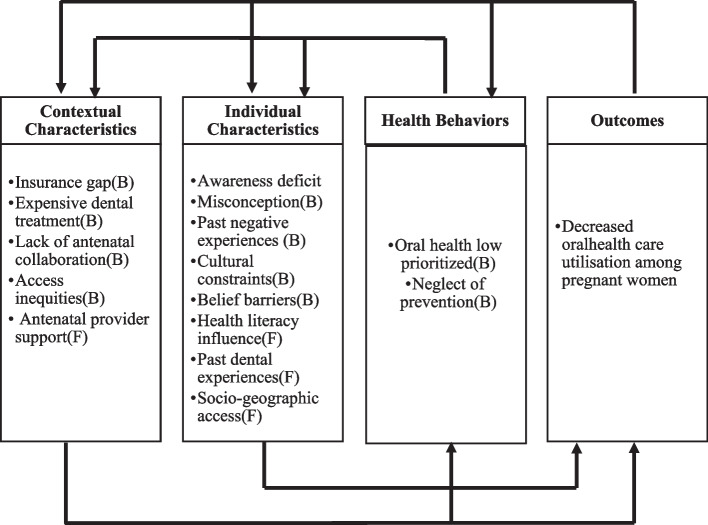 Contextual
Characteristics
•Insurance gap(B)
•Expensive dental
treatment(B)
•Lack of antenatal
collaboration(B)
•Access
inequities(B)
• Antenatal provider
support(F)
Individual
Characteristics
•Awareness deficit
•Misconception(B)
•Past negative
experiences (B)
•Cultural
constraints(B)
•Belief barriers(B)
•Health literacy
influence(F)
•Past dental
experiences(F)
•Socio-geographic
access(F)
Health Behaviors
•Oral health low
prioritized(B)
•Neglect of
prevention(B)
Outcomes
•Decreased
oralhealth care
utilisation among
pregnant women